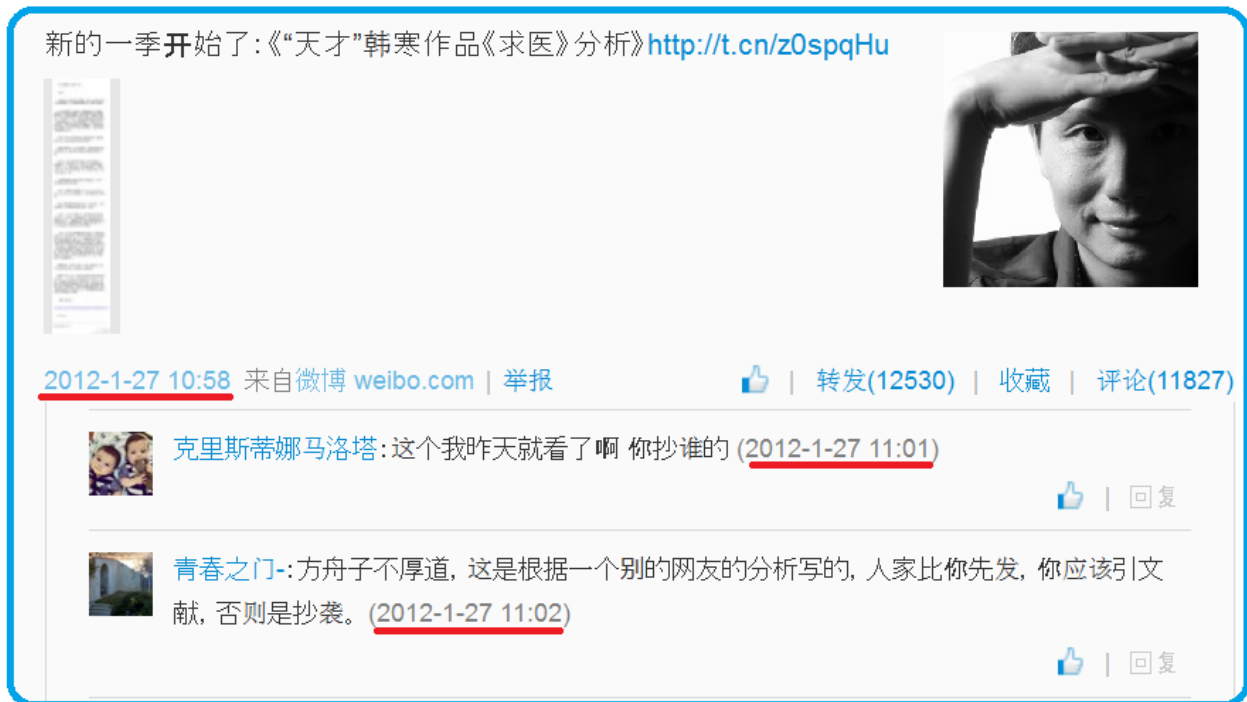 新的一季开始了:《“天才”韩寒作品《求医》分析》http://t.cn/z0spqHu
2012-1-27 10:58 来自微博 weibo.com | 举报 | 转发(12530) | 收藏 | 评论(11827)
克里斯蒂娜马洛塔:这个我昨天就看了啊 你抄谁的 (2012-1-27 11:01)
| 回复
青春之门-:方舟子不厚道, 这是根据一个别的网友的分析写的, 人家比你先发, 你应该引文
献, 否则是抄袭。(2012-1-27 11:02)
| 回复